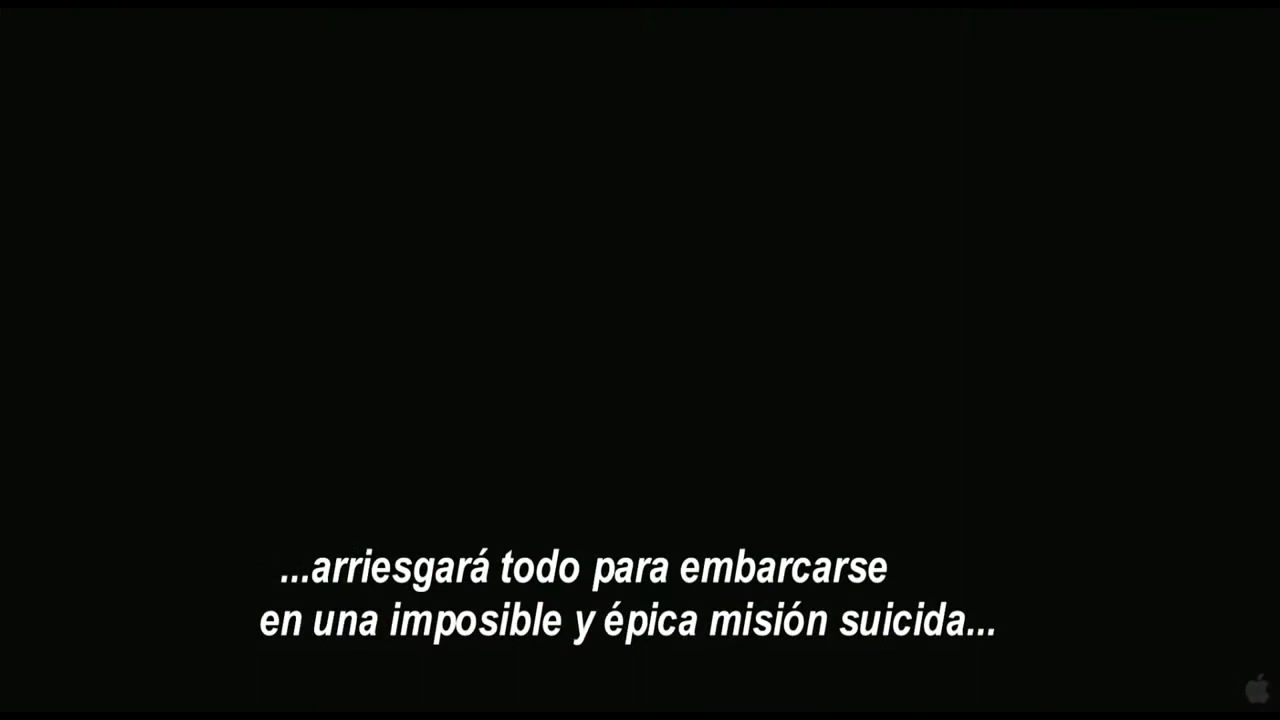 ...arriesgará todo para embarcarse
en una imposible y épica misión suicida...